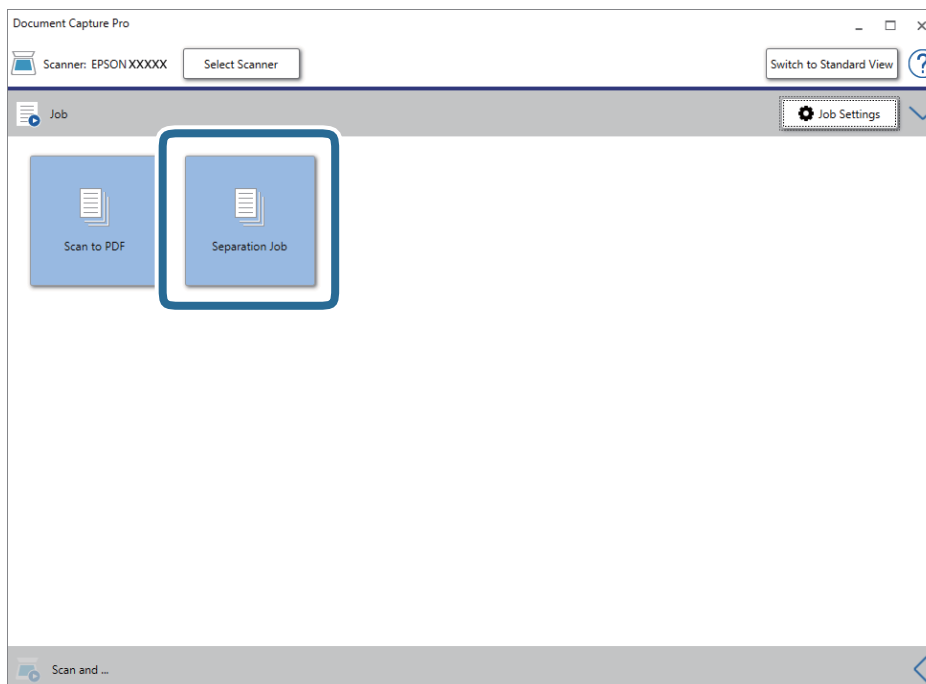 Document Capture Pro
Scanner: EPSON XXXXX
Select Scanner
Switch to Standard View
?
Job
Job Settings
Scan to PDF
Separation Job
Scan and ...